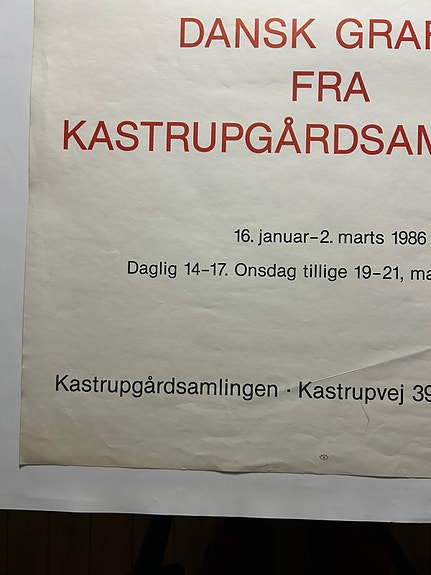 DANSK GRAF
FRA
KASTRUPGÅRDSAM
16. januar–2. marts 1986
Daglig 14–17. Onsdag tillige 19–21, ma
Kastrupgårdsamlingen · Kastrupvej 39